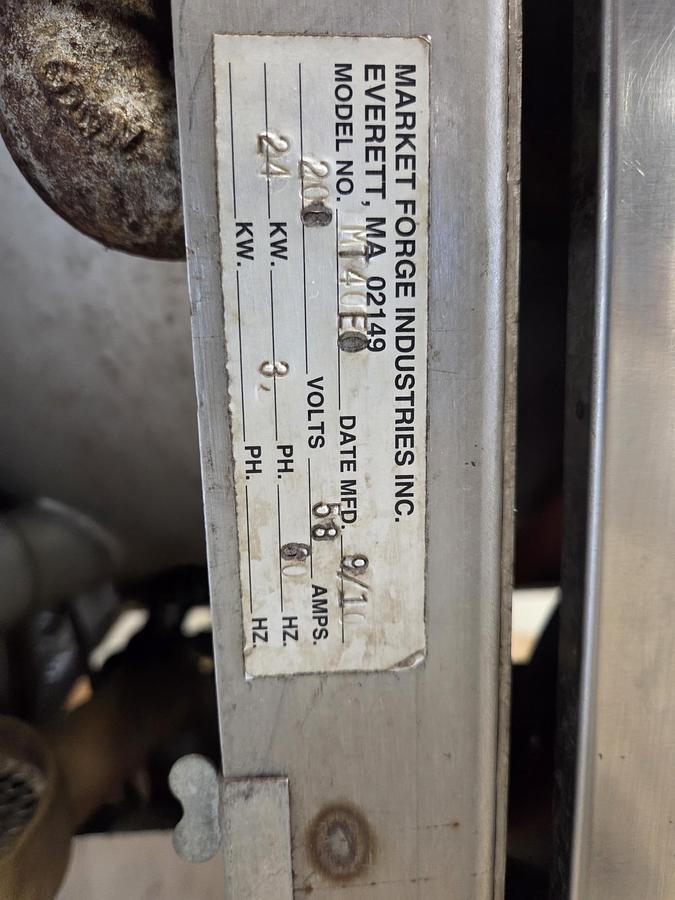 MARKET FORGE INDUSTRIES INC.
EVERETT, MA 02149
MODEL NO. MT40E DATE MFD. 9/1
208 VOLTS 58 AMPS.
24 KW. 3 PH. 60 HZ.
KW. PH. HZ.